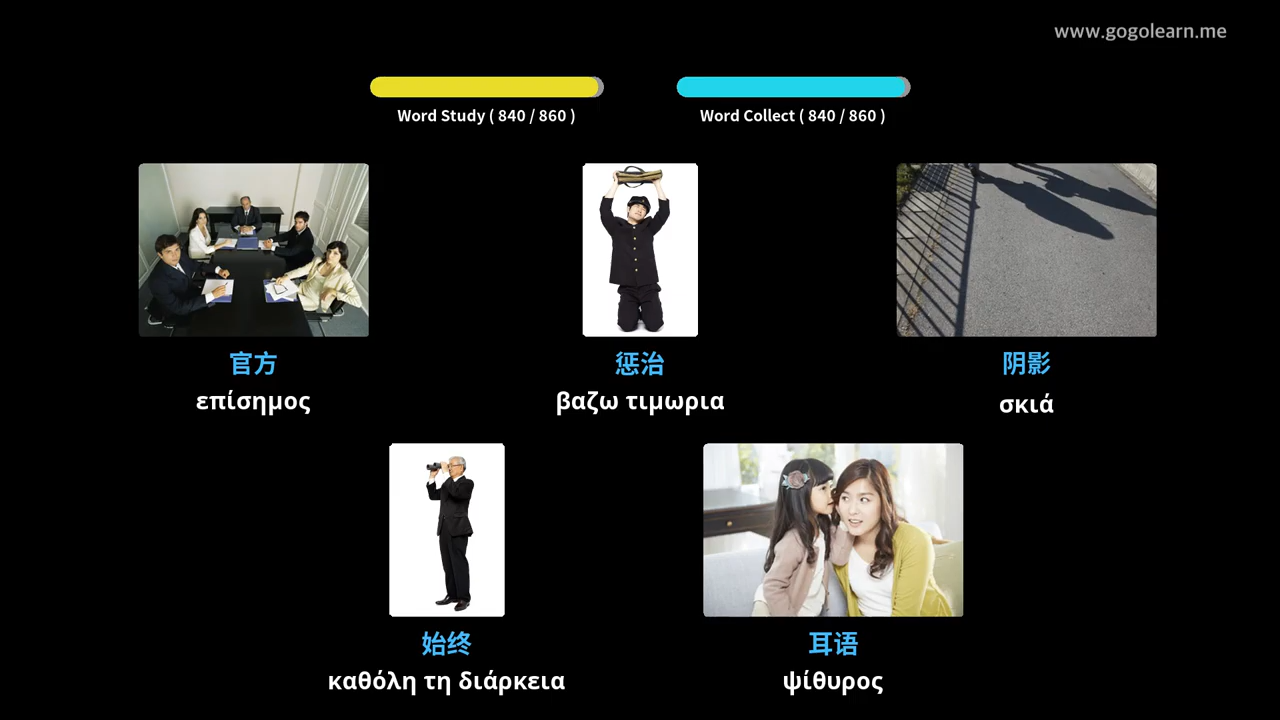 www.gogolearn.me
Word Study ( 840 / 860 )
Word Collect ( 840 / 860 )
官方
επίσημος
惩治
βαζω τιμωρια
阴影
σκιά
始终
καθόλη τη διάρκεια
耳语
ψίθυρος